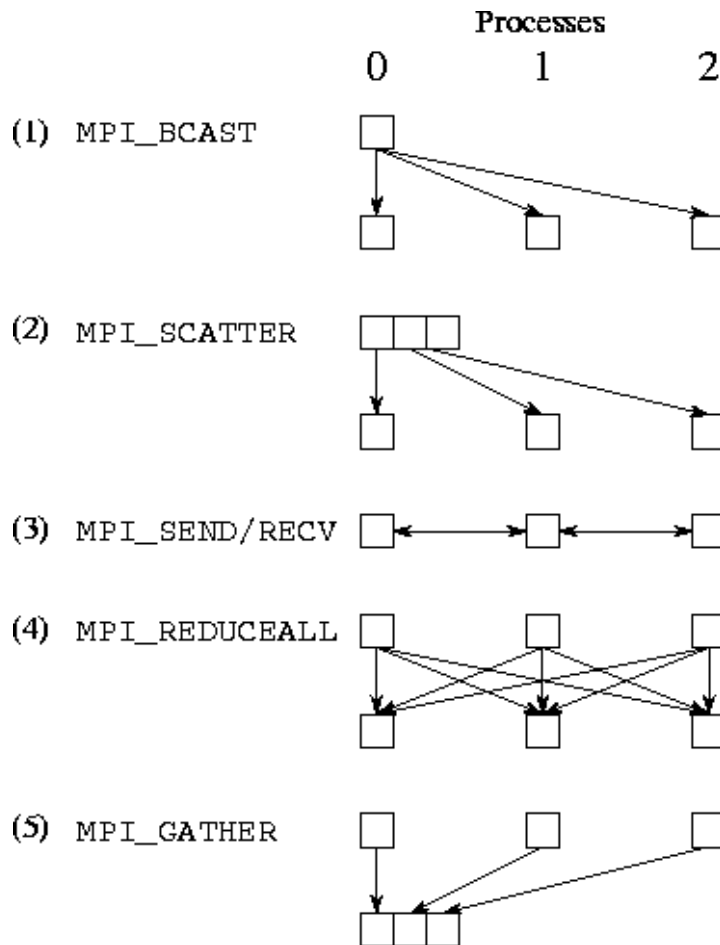 Processes
0 1 2
(1) MPI_BCAST
(2) MPI_SCATTER
(3) MPI_SEND/RECV
(4) MPI_REDUCEALL
(5) MPI_GATHER